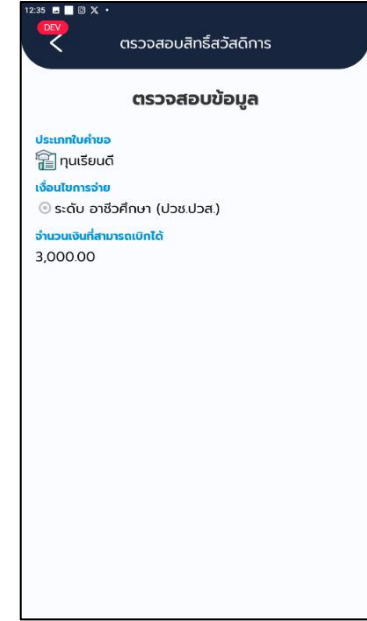 12:35
DEV
ตรวจสอบสิทธิ์สวัสดิการ
ตรวจสอบข้อมูล
ประเภทใบคำขอ
ทุนเรียนดี
เงื่อนไขการจ่าย
ระดับ อาชีวศึกษา (ปวช.ปวส.)
จำนวนเงินที่สามารถเบิกได้
3,000.00